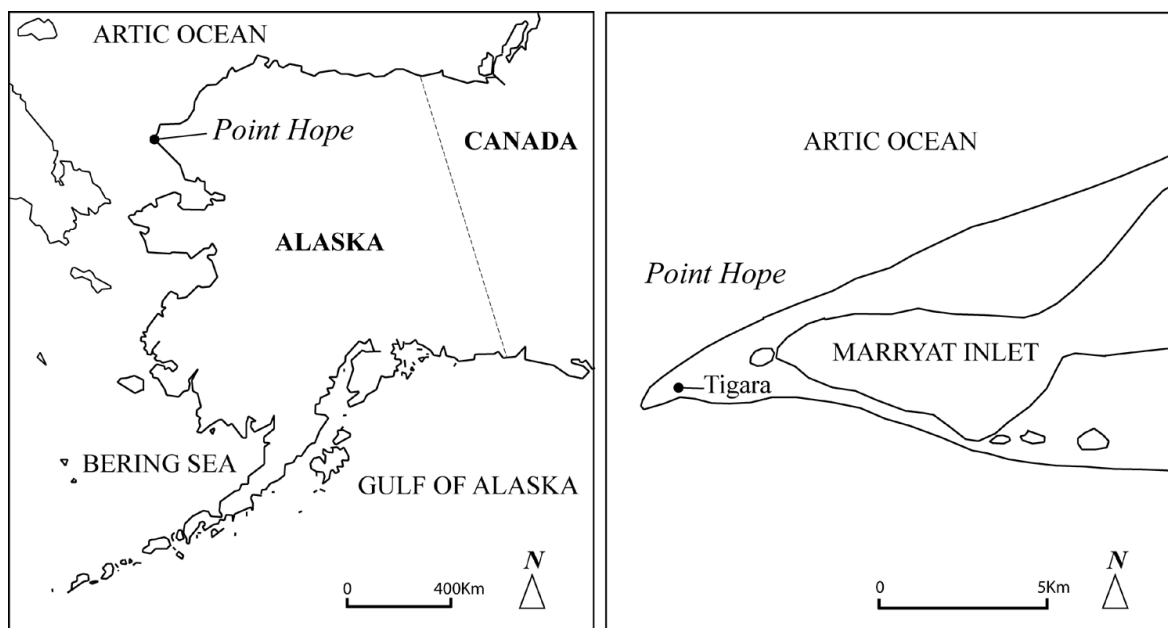 ARTIC OCEAN
Point Hope
CANADA
ALASKA
BERING SEA
GULF OF ALASKA
N
0 400Km
ARTIC OCEAN
Point Hope
MARRYAT INLET
Tigara
N
0 5Km